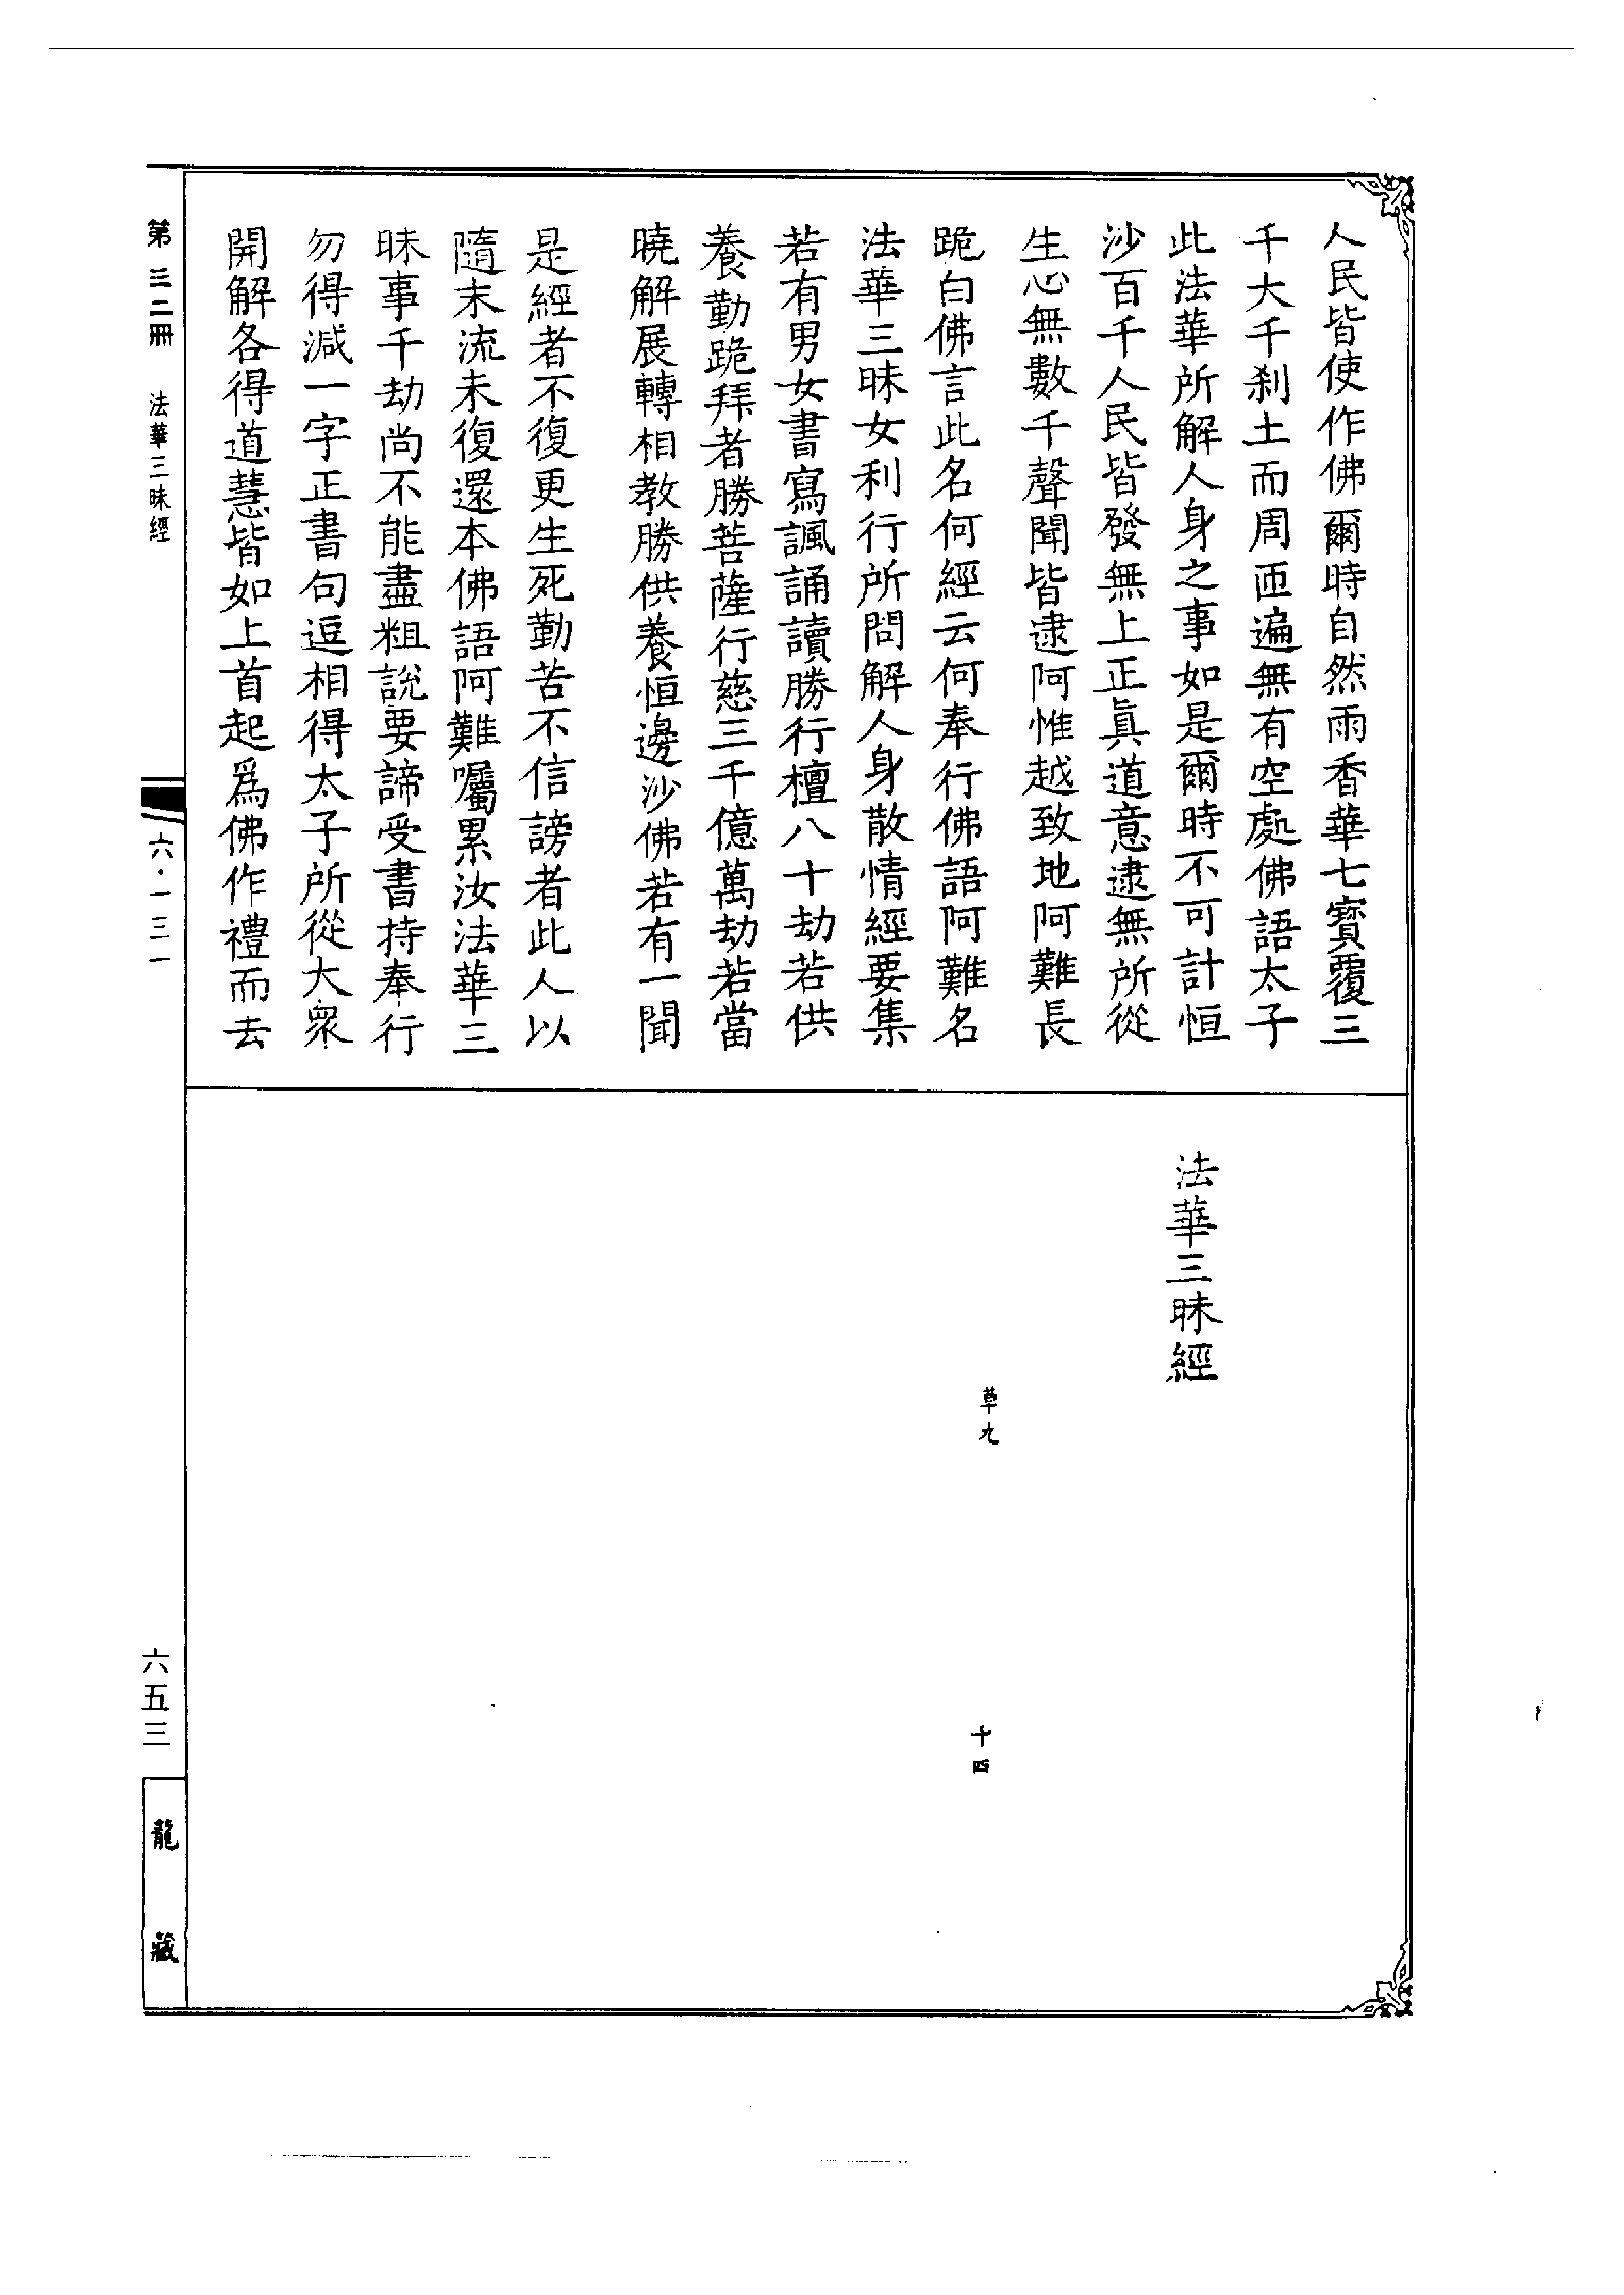 人民皆使作佛爾時自然雨香華七寶覆三
千大千刹土而周匝遍無有空處佛語太子
此法華所解人身之事如是爾時不可計恒
沙百千人民皆發無上正眞道意逮無所從
生心無數千聲聞皆逮阿惟越致地阿難長
跪白佛言此名何經云何奉行佛語阿難名
法華三昧女利行所問解人身散情經要集
若有男女書寫諷誦讀勝行檀八十劫若供
養勤跪拜者勝菩薩行慈三千億萬劫若當
曉解展轉相教勝供養恒邊沙佛若有一聞
是經者不復更生死勤苦不信謗者此人以
隨末流未復還本佛語阿難囑累汝法華三
昧事千劫尚不能盡粗說要諦受書持奉行
勿得減一字正書句逗相得太子所從大衆
開解各得道慧皆如上首起爲佛作禮而去
法華三昧經
草九
十四
第三二冊 法華三昧經
六·一三一
六五三
龍藏